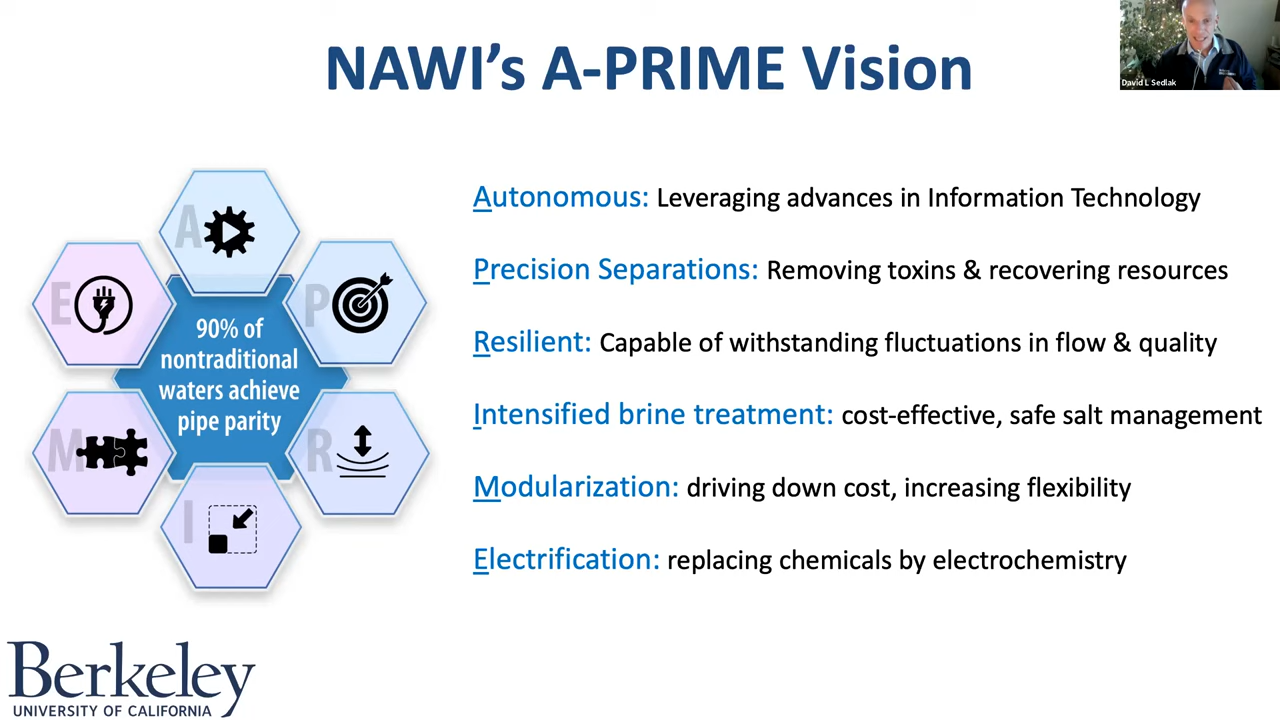 NAWI's A-PRIME Vision
David L Sedlak
A
P
R
I
M
E
90% of
nontraditional
waters achieve
pipe parity
Autonomous: Leveraging advances in Information Technology
Precision Separations: Removing toxins & recovering resources
Resilient: Capable of withstanding fluctuations in flow & quality
Intensified brine treatment: cost-effective, safe salt management
Modularization: driving down cost, increasing flexibility
Electrification: replacing chemicals by electrochemistry
Berkeley
UNIVERSITY OF CALIFORNIA